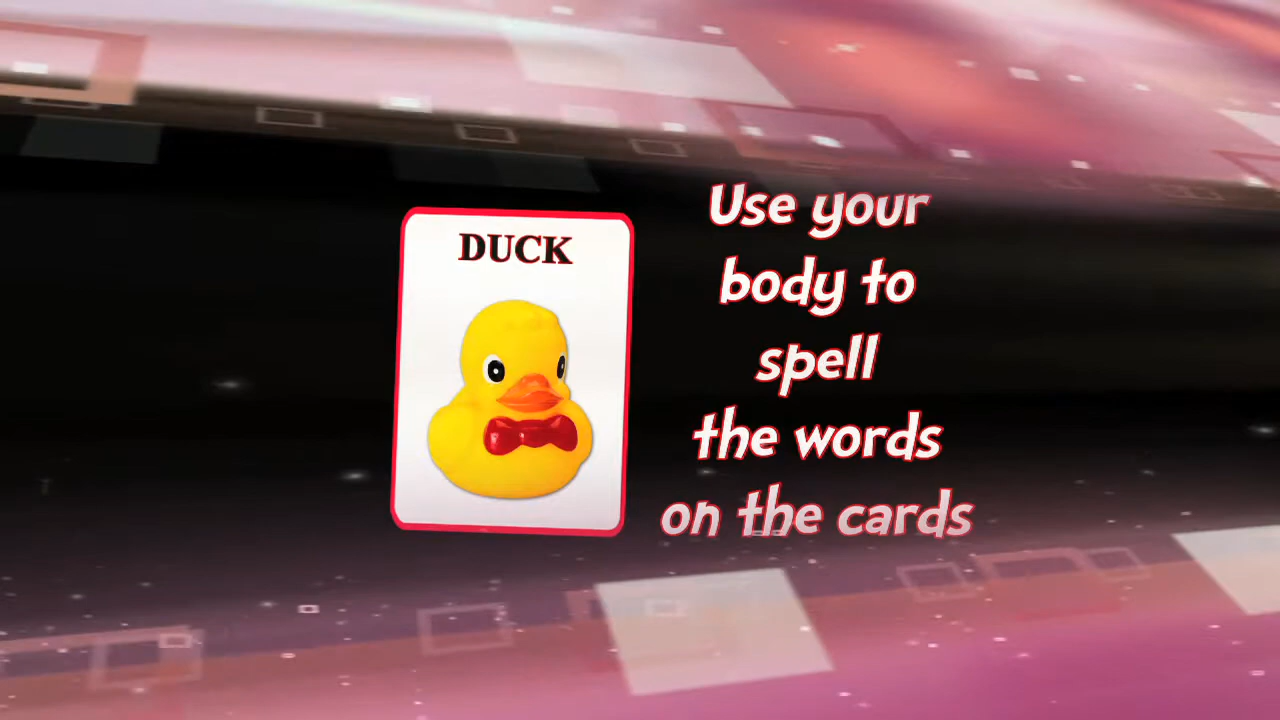 DUCK
Use your
body to
spell
the words
on the cards